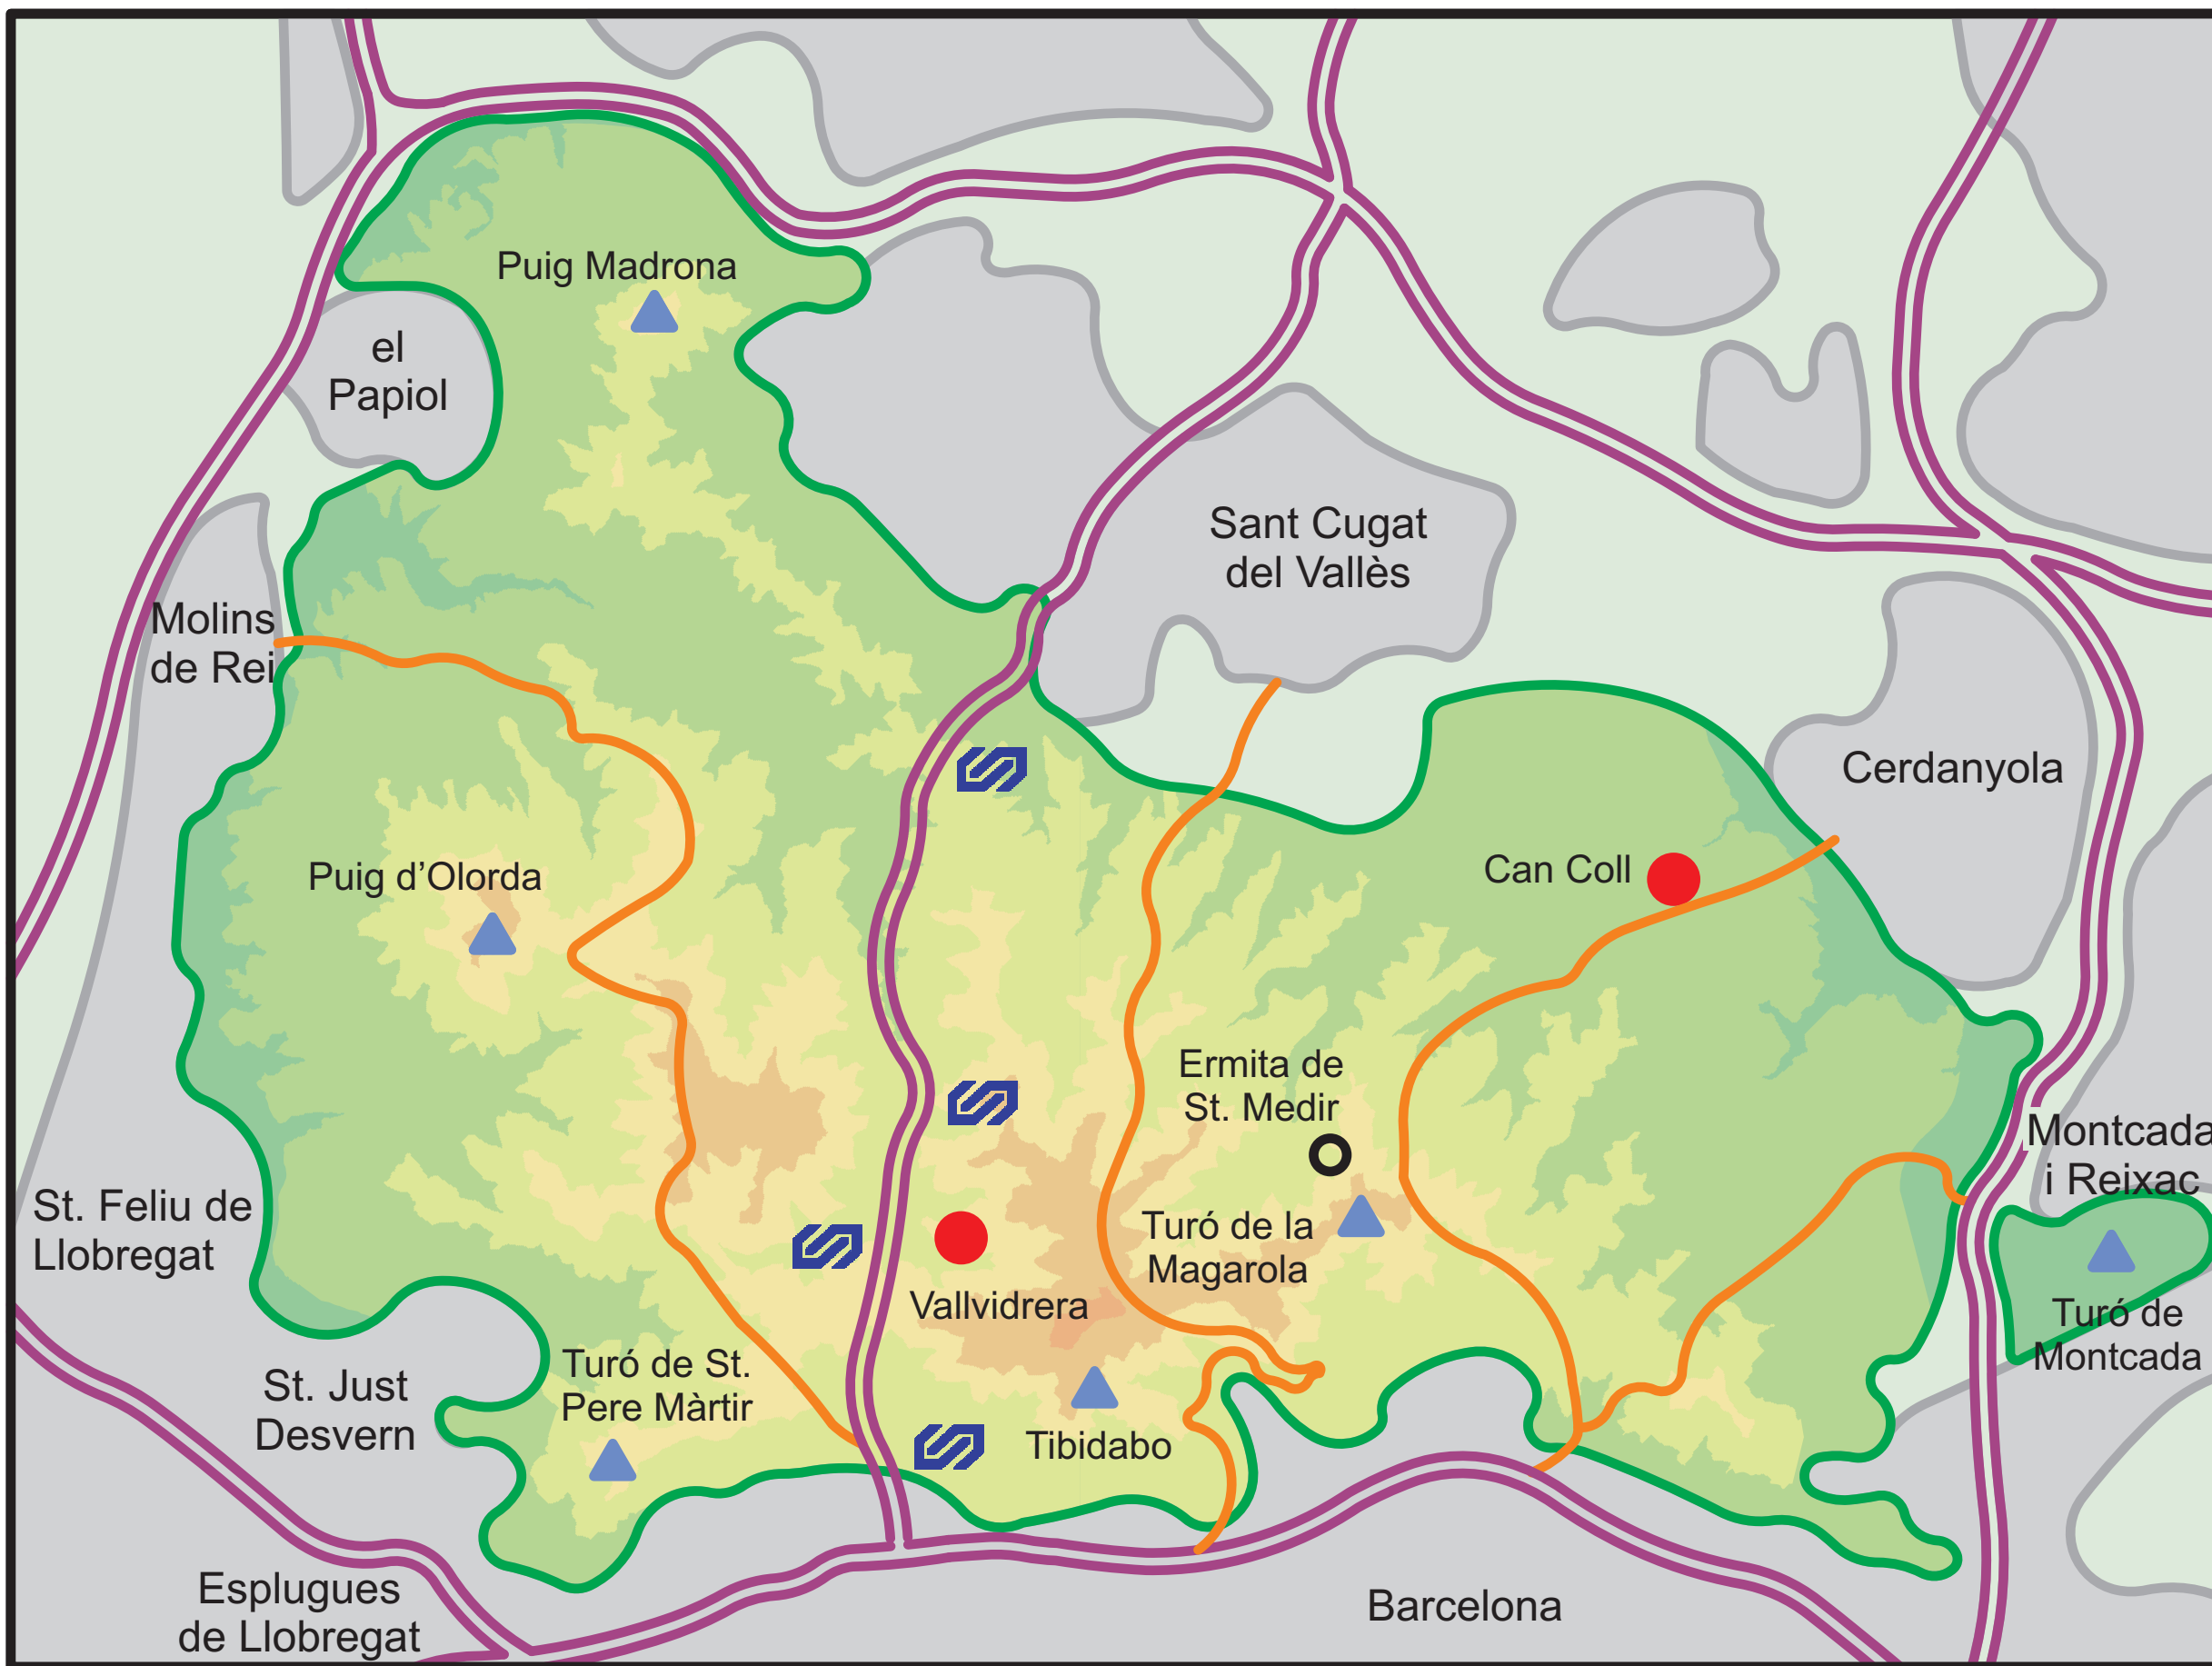 Puig Madrona
el
Papiol
Sant Cugat
del Vallès
Molins
de Rei
Cerdanyola
Puig d’Olorda
Can Coll
Ermita de
St. Medir
Montcada
i Reixac
St. Feliu de
Llobregat
Turó de la
Magarola
Vallvidrera
Turó de
Montcada
St. Just
Desvern
Turó de St.
Pere Màrtir
Tibidabo
Esplugues
de Llobregat
Barcelona